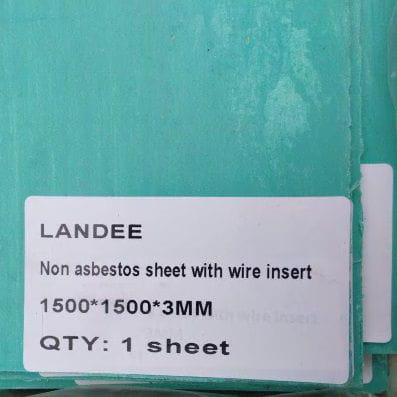 LANDEE
Non asbestos sheet with wire insert
1500*1500*3MM
QTY: 1 sheet